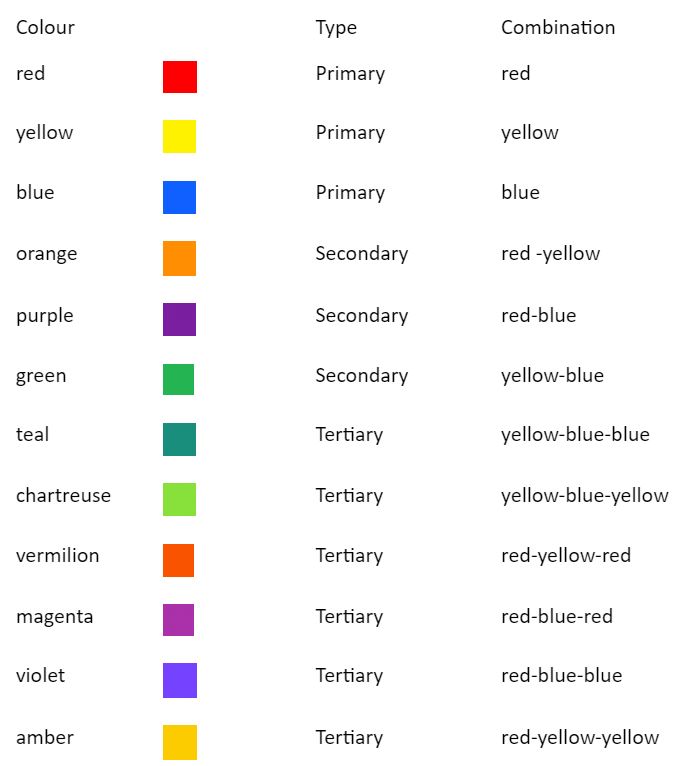 Colour Type Combination
red Primary red
yellow Primary yellow
blue Primary blue
orange Secondary red -yellow
purple Secondary red-blue
green Secondary yellow-blue
teal Tertiary yellow-blue-blue
chartreuse Tertiary yellow-blue-yellow
vermilion Tertiary red-yellow-red
magenta Tertiary red-blue-red
violet Tertiary red-blue-blue
amber Tertiary red-yellow-yellow